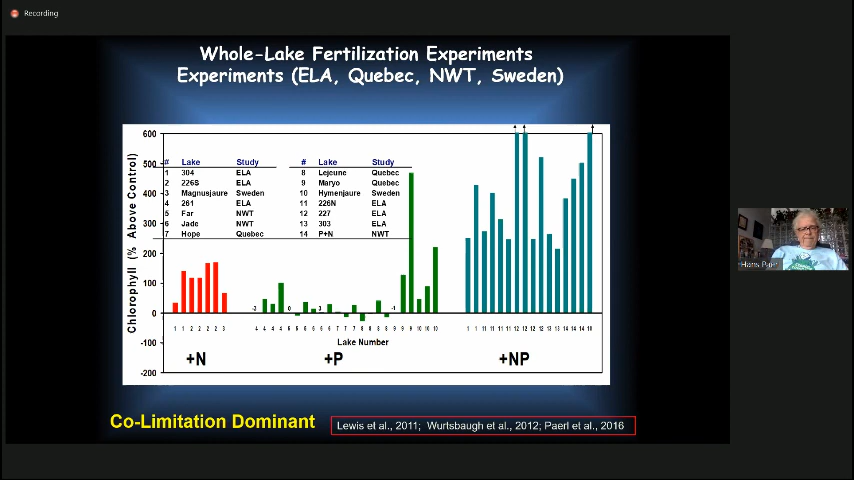 Recording
Whole-Lake Fertilization Experiments
Experiments (ELA, Quebec, NWT, Sweden)
Chlorophyll (% Above Control)
600
500
400
300
200
100
0
-100
-200
# Lake Study
1 304 ELA
2 226S ELA
3 Magnusjaure Sweden
4 261 ELA
5 Far NWT
6 Jade NWT
7 Hope Quebec
# Lake Study
8 Lejeune Quebec
9 Maryo Quebec
10 Hymenjaure Sweden
11 226N ELA
12 227 ELA
13 303 ELA
14 P+N NWT
Lake Number
+N +P +NP
Co-Limitation Dominant
Lewis et al., 2011; Wurtsbaugh et al., 2012; Paerl et al., 2016
Hans Paerl